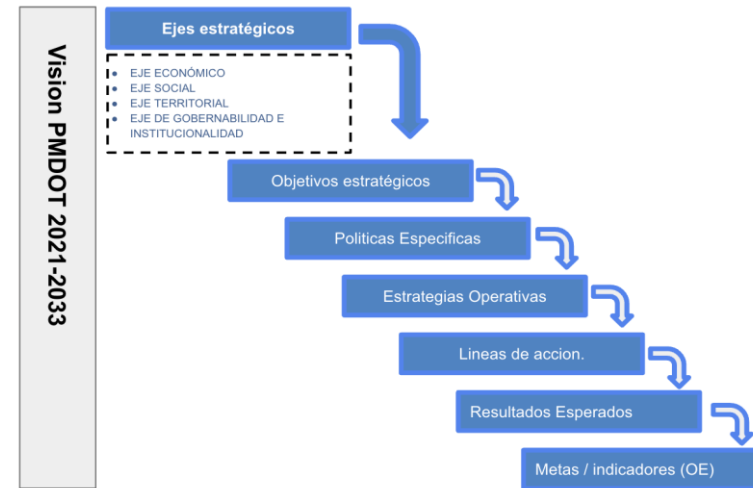 Vision PMDOT 2021-2033
Ejes estratégicos
• EJE ECONÓMICO
• EJE SOCIAL
• EJE TERRITORIAL
• EJE DE GOBERNABILIDAD E
INSTITUCIONALIDAD
Objetivos estratégicos
Politicas Especificas
Estrategias Operativas
Lineas de accion.
Resultados Esperados
Metas / indicadores (OE)